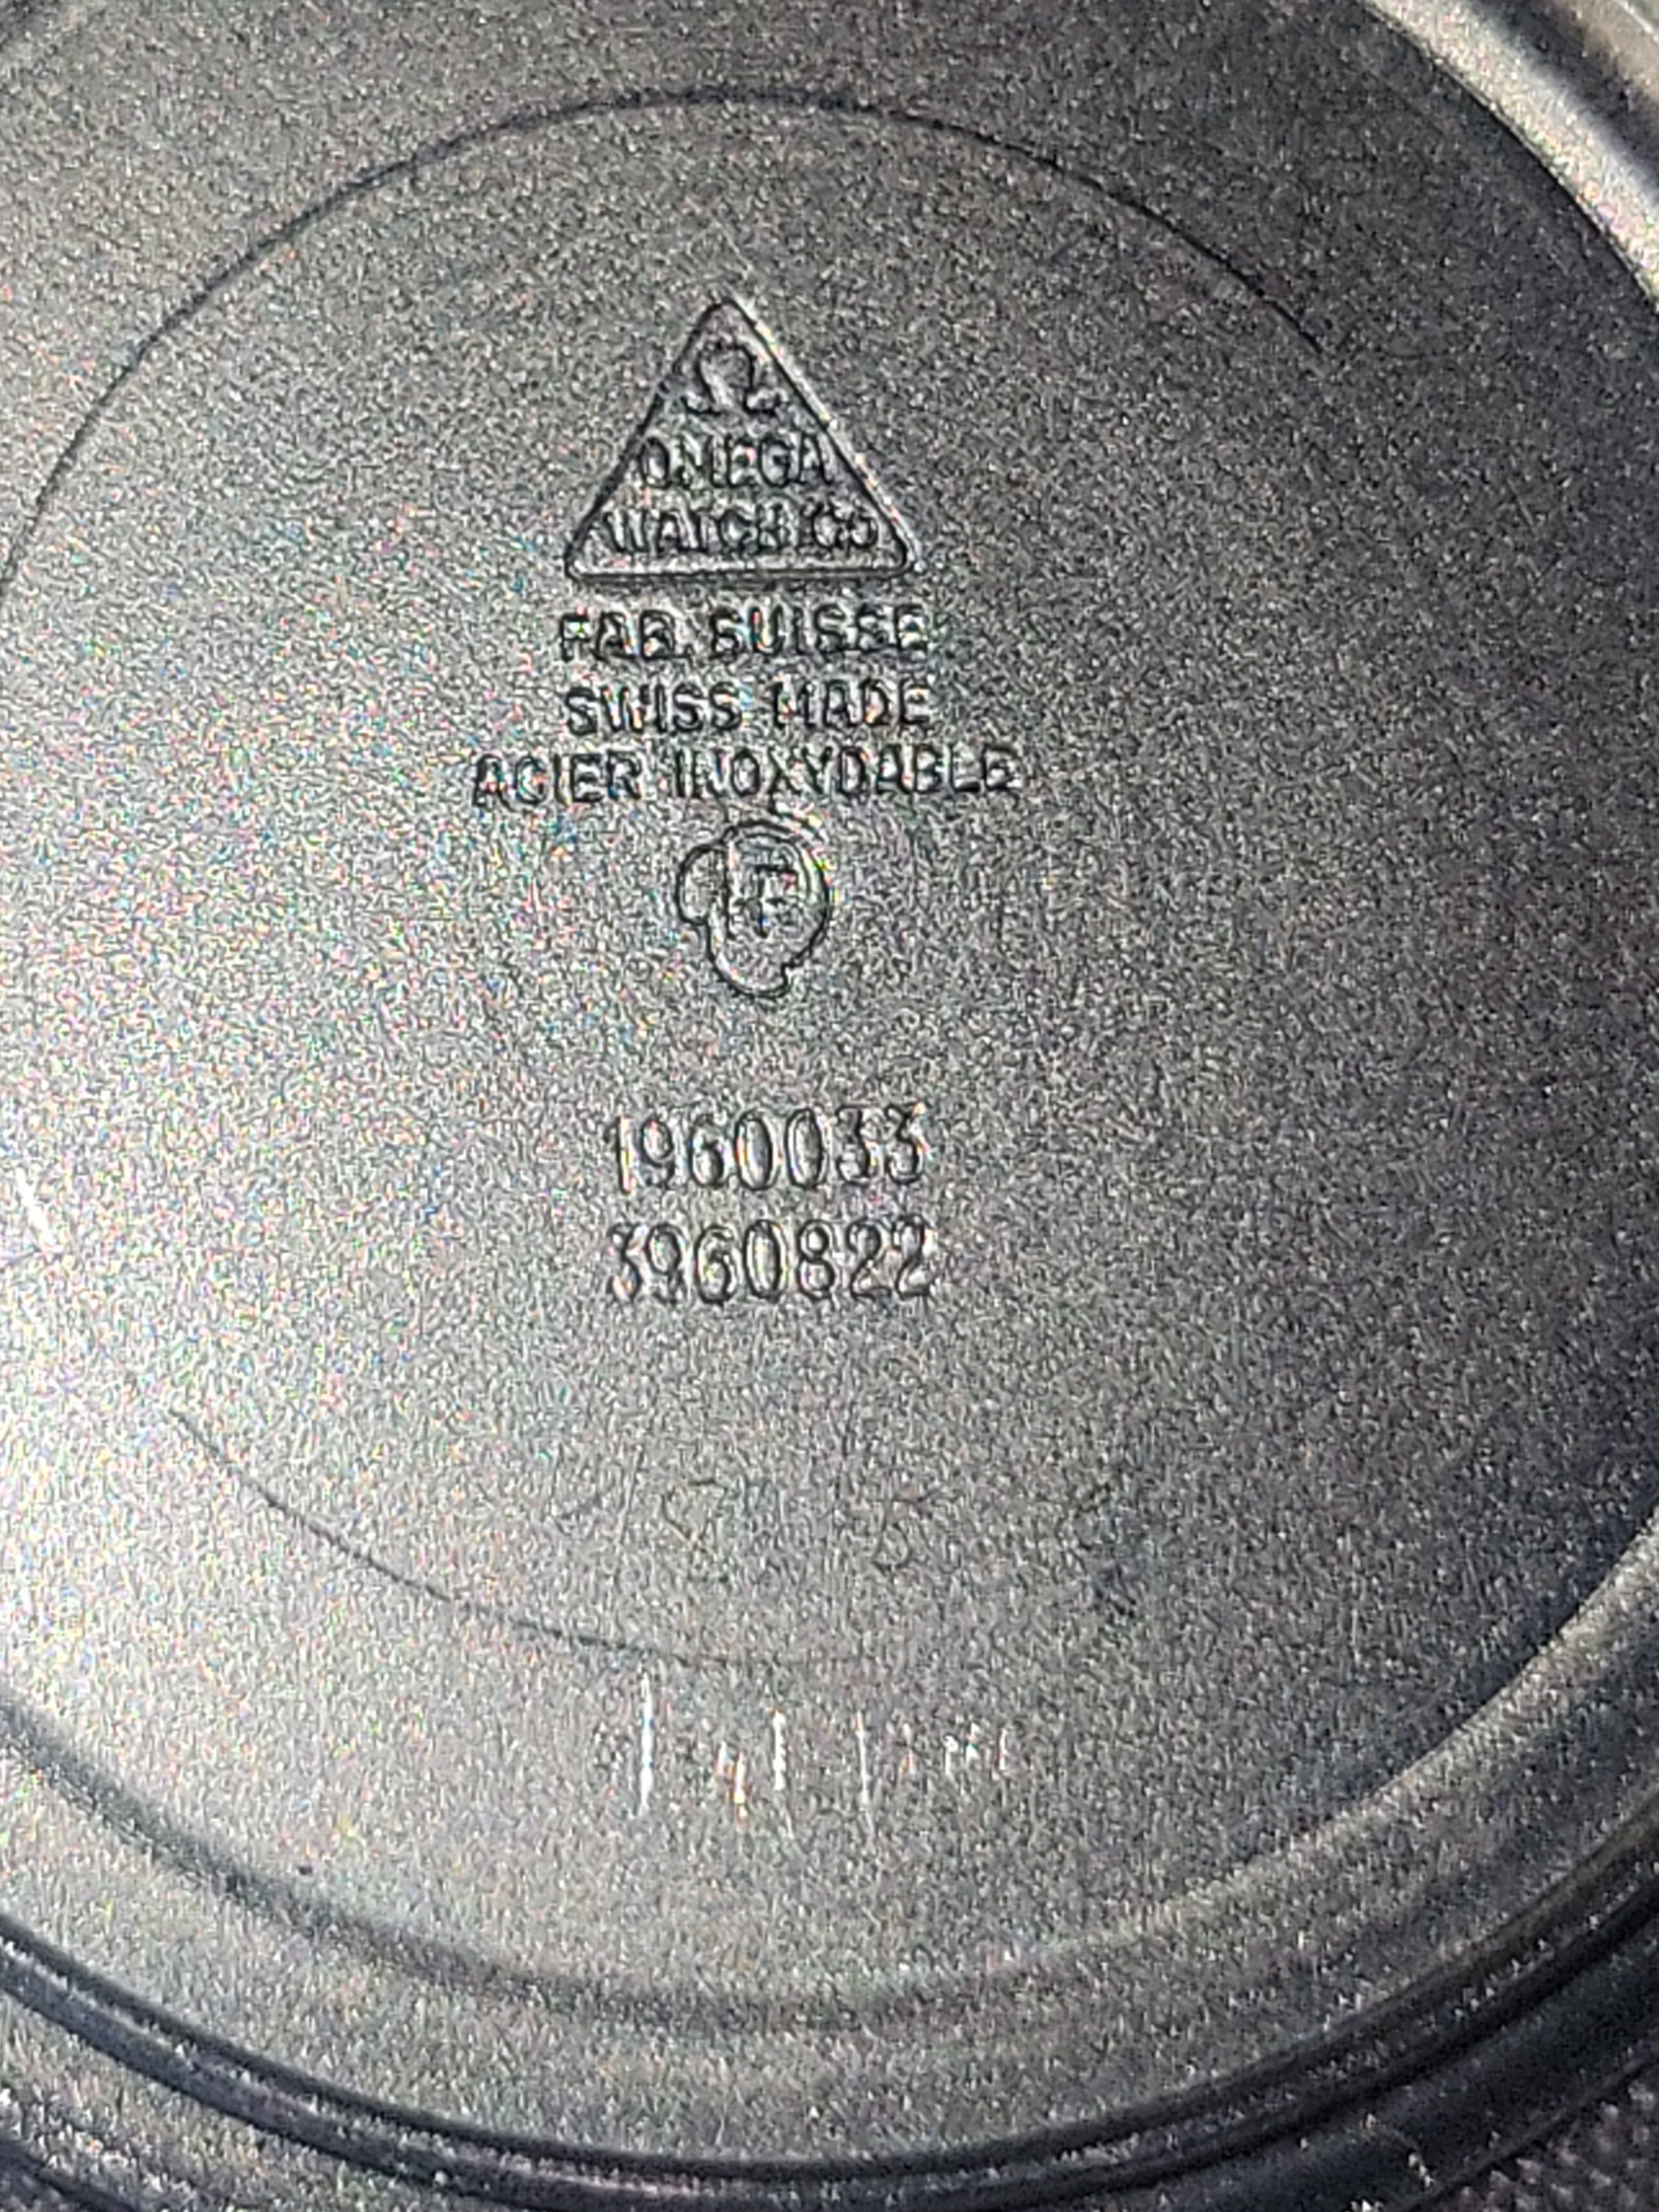 Ω
OMEGA
WATCH Co
FAB. SUISSE
SWISS MADE
ACIER INOXYDABLE
1960033
3960822